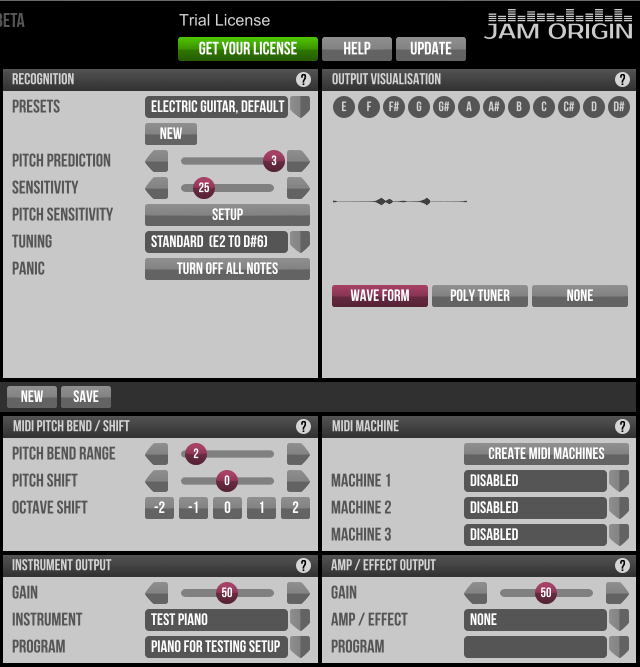 BETA
Trial License
JAM ORIGIN
GET YOUR LICENSE
HELP
UPDATE
RECOGNITION
?
PRESETS
ELECTRIC GUITAR, DEFAULT
NEW
PITCH PREDICTION
3
SENSITIVITY
25
PITCH SENSITIVITY
SETUP
TUNING
STANDARD (E2 TO D#6)
PANIC
TURN OFF ALL NOTES
OUTPUT VISUALISATION
?
E F F# G G# A A# B C C# D D#
WAVE FORM
POLY TUNER
NONE
NEW
SAVE
MIDI PITCH BEND / SHIFT
?
PITCH BEND RANGE
2
PITCH SHIFT
0
OCTAVE SHIFT
-2 -1 0 1 2
MIDI MACHINE
?
CREATE MIDI MACHINES
MACHINE 1
DISABLED
MACHINE 2
DISABLED
MACHINE 3
DISABLED
INSTRUMENT OUTPUT
?
GAIN
50
INSTRUMENT
TEST PIANO
PROGRAM
PIANO FOR TESTING SETUP
AMP / EFFECT OUTPUT
?
GAIN
50
AMP / EFFECT
NONE
PROGRAM